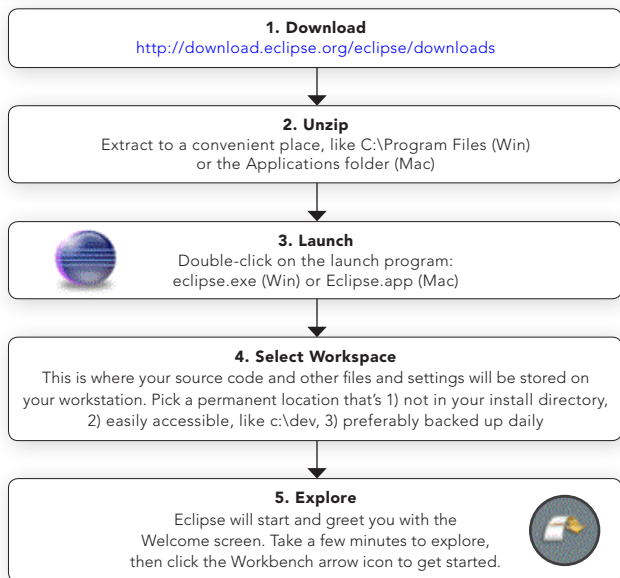 1. Download
http://download.eclipse.org/eclipse/downloads
2. Unzip
Extract to a convenient place, like C:\Program Files (Win)
or the Applications folder (Mac)
3. Launch
Double-click on the launch program:
eclipse.exe (Win) or Eclipse.app (Mac)
4. Select Workspace
This is where your source code and other files and settings will be stored on
your workstation. Pick a permanent location that's 1) not in your install directory,
2) easily accessible, like c:\dev, 3) preferably backed up daily
5. Explore
Eclipse will start and greet you with the
Welcome screen. Take a few minutes to explore,
then click the Workbench arrow icon to get started.